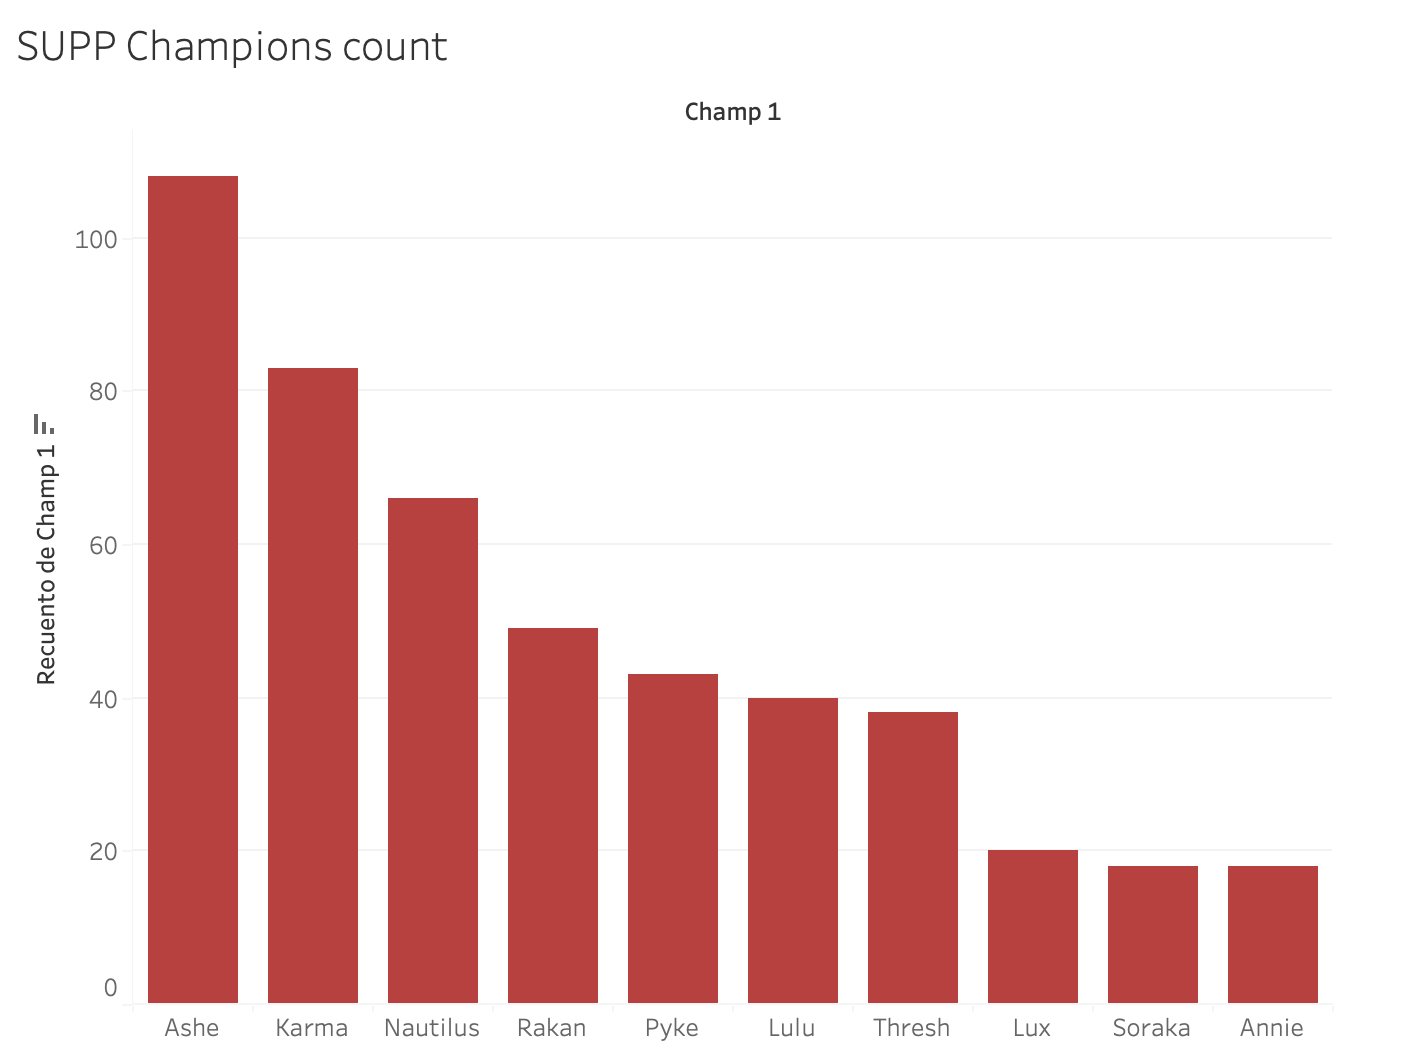 SUPP Champions count
Champ 1
Recuento de Champ 1
100
80
60
40
20
0
Ashe Karma Nautilus Rakan Pyke Lulu Thresh Lux Soraka Annie